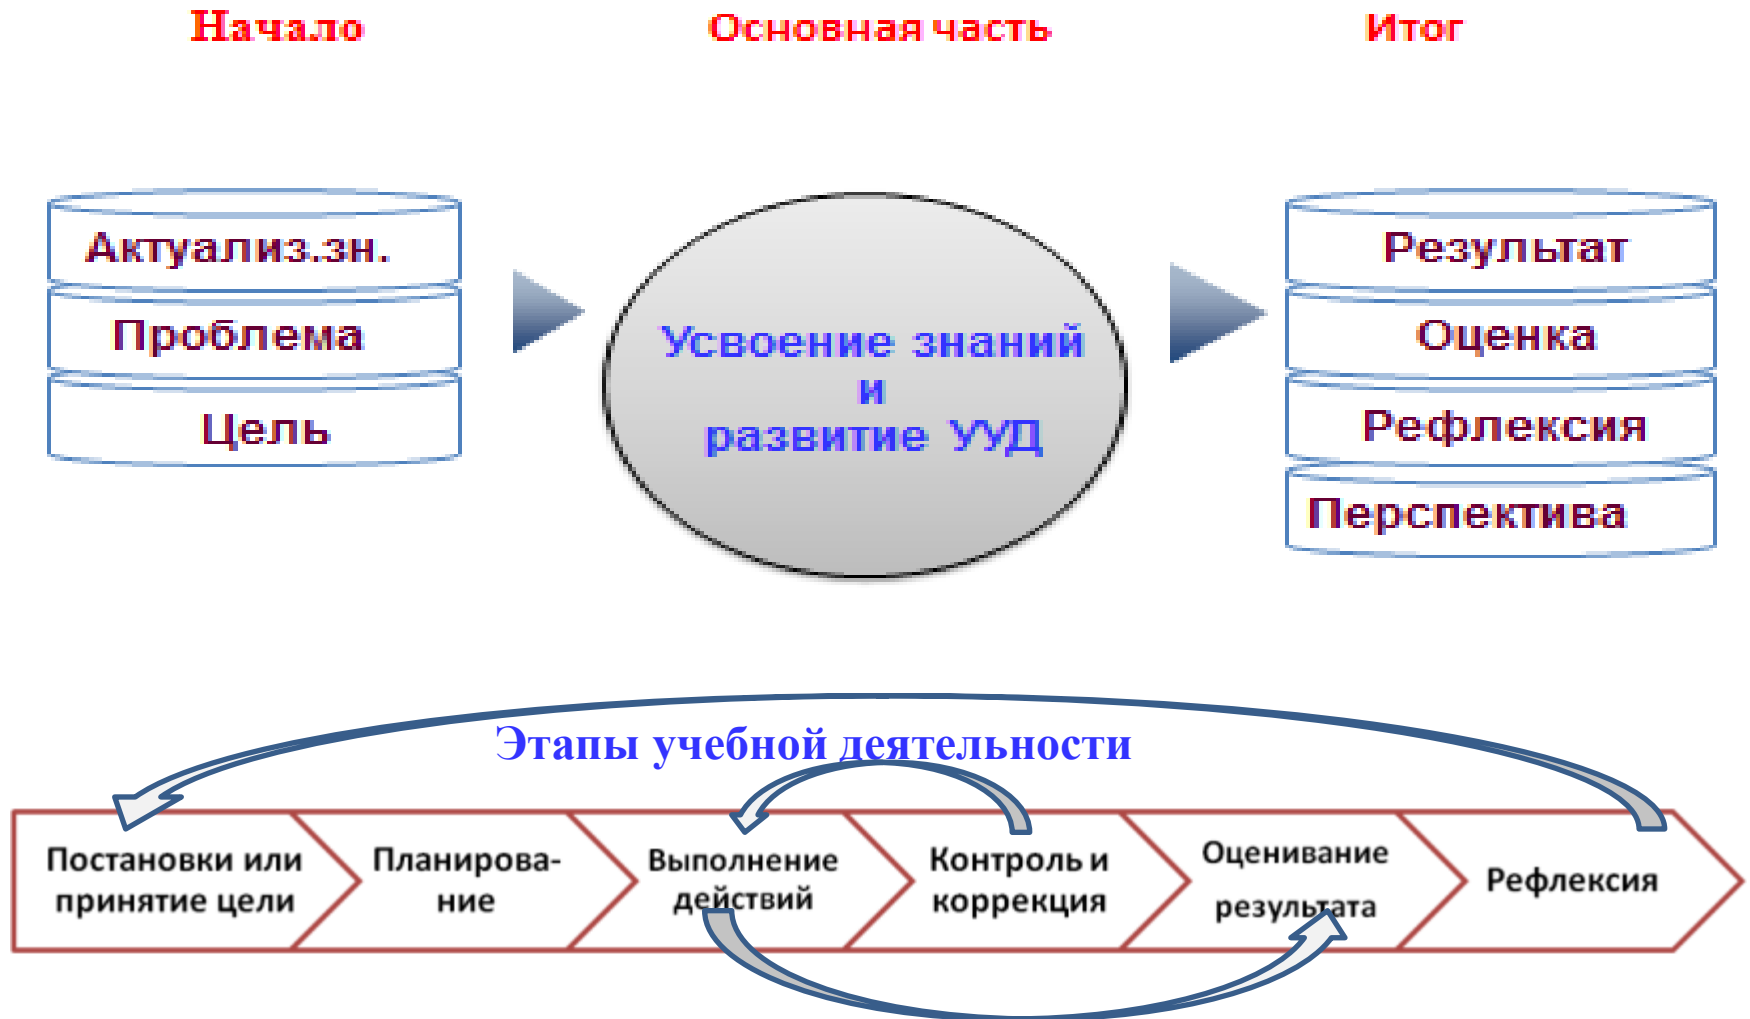 Начало
Основная часть
Итог
Актуализ.зн.
Проблема
Цель
Усвоение знаний
и
развитие УУД
Результат
Оценка
Рефлексия
Перспектива
Этапы учебной деятельности
Постановки или
принятие цели
Планирова-
ние
Выполнение
действий
Контроль и
коррекция
Оценивание
результата
Рефлексия